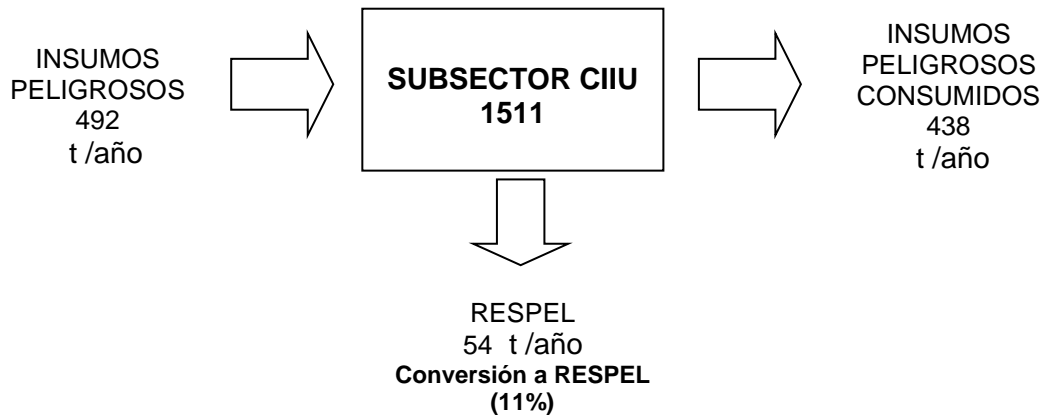 INSUMOS
PELIGROSOS
492
t /año
SUBSECTOR CIIU
1511
INSUMOS
PELIGROSOS
CONSUMIDOS
438
t /año
RESPEL
54 t /año
Conversión a RESPEL
(11%)